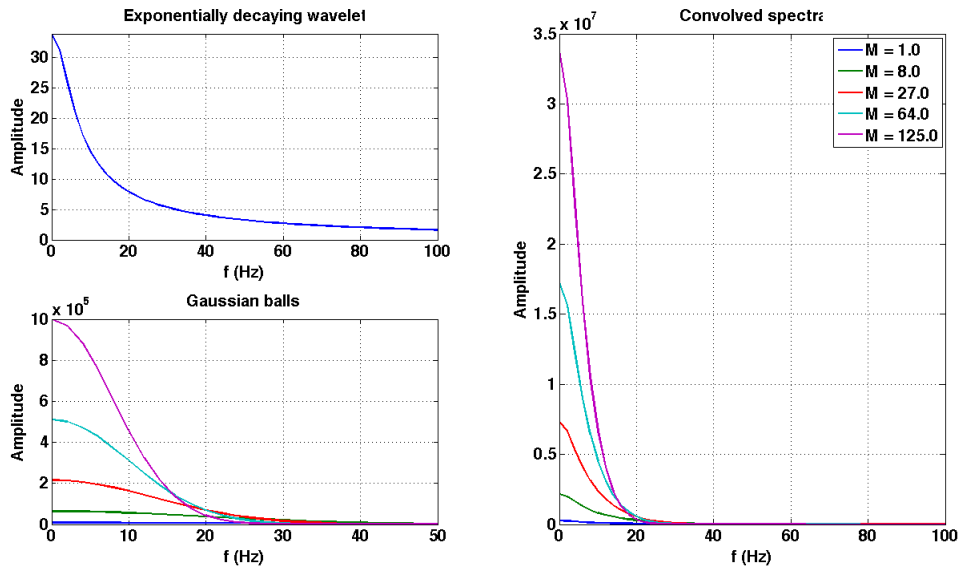 Exponentially decaying wavelet
30
25
20
15
10
5
0
Amplitude
0 20 40 60 80 100
f (Hz)
Gaussian balls
x 10^5
10
8
6
4
2
0
Amplitude
0 10 20 30 40 50
f (Hz)
Convolved spectra
x 10^7
3.5
3
2.5
2
1.5
1
0.5
0
Amplitude
0 20 40 60 80 100
f (Hz)
M = 1.0
M = 8.0
M = 27.0
M = 64.0
M = 125.0